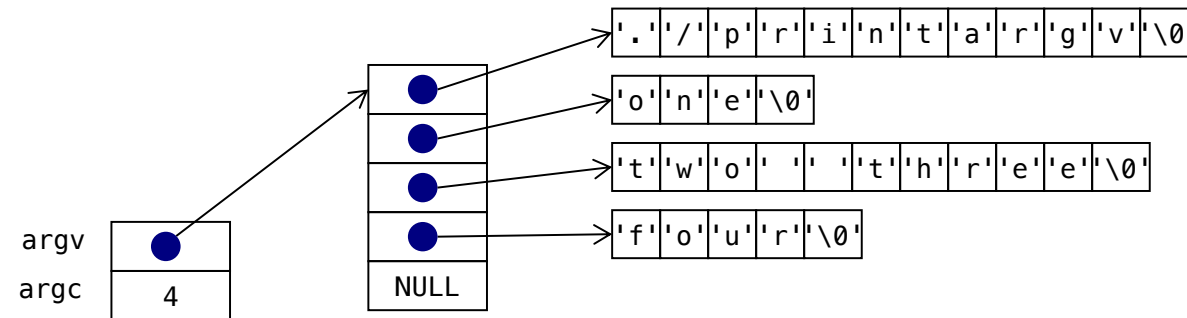 '.' '/' 'p' 'r' 'i' 'n' 't' 'a' 'r' 'g' 'v' '\0
'o' 'n' 'e' '\0'
't' 'w' 'o' ' ' ' ' 't' 'h' 'r' 'e' 'e' '\0'
'f' 'o' 'u' 'r' '\0'
argv
argc 4 NULL